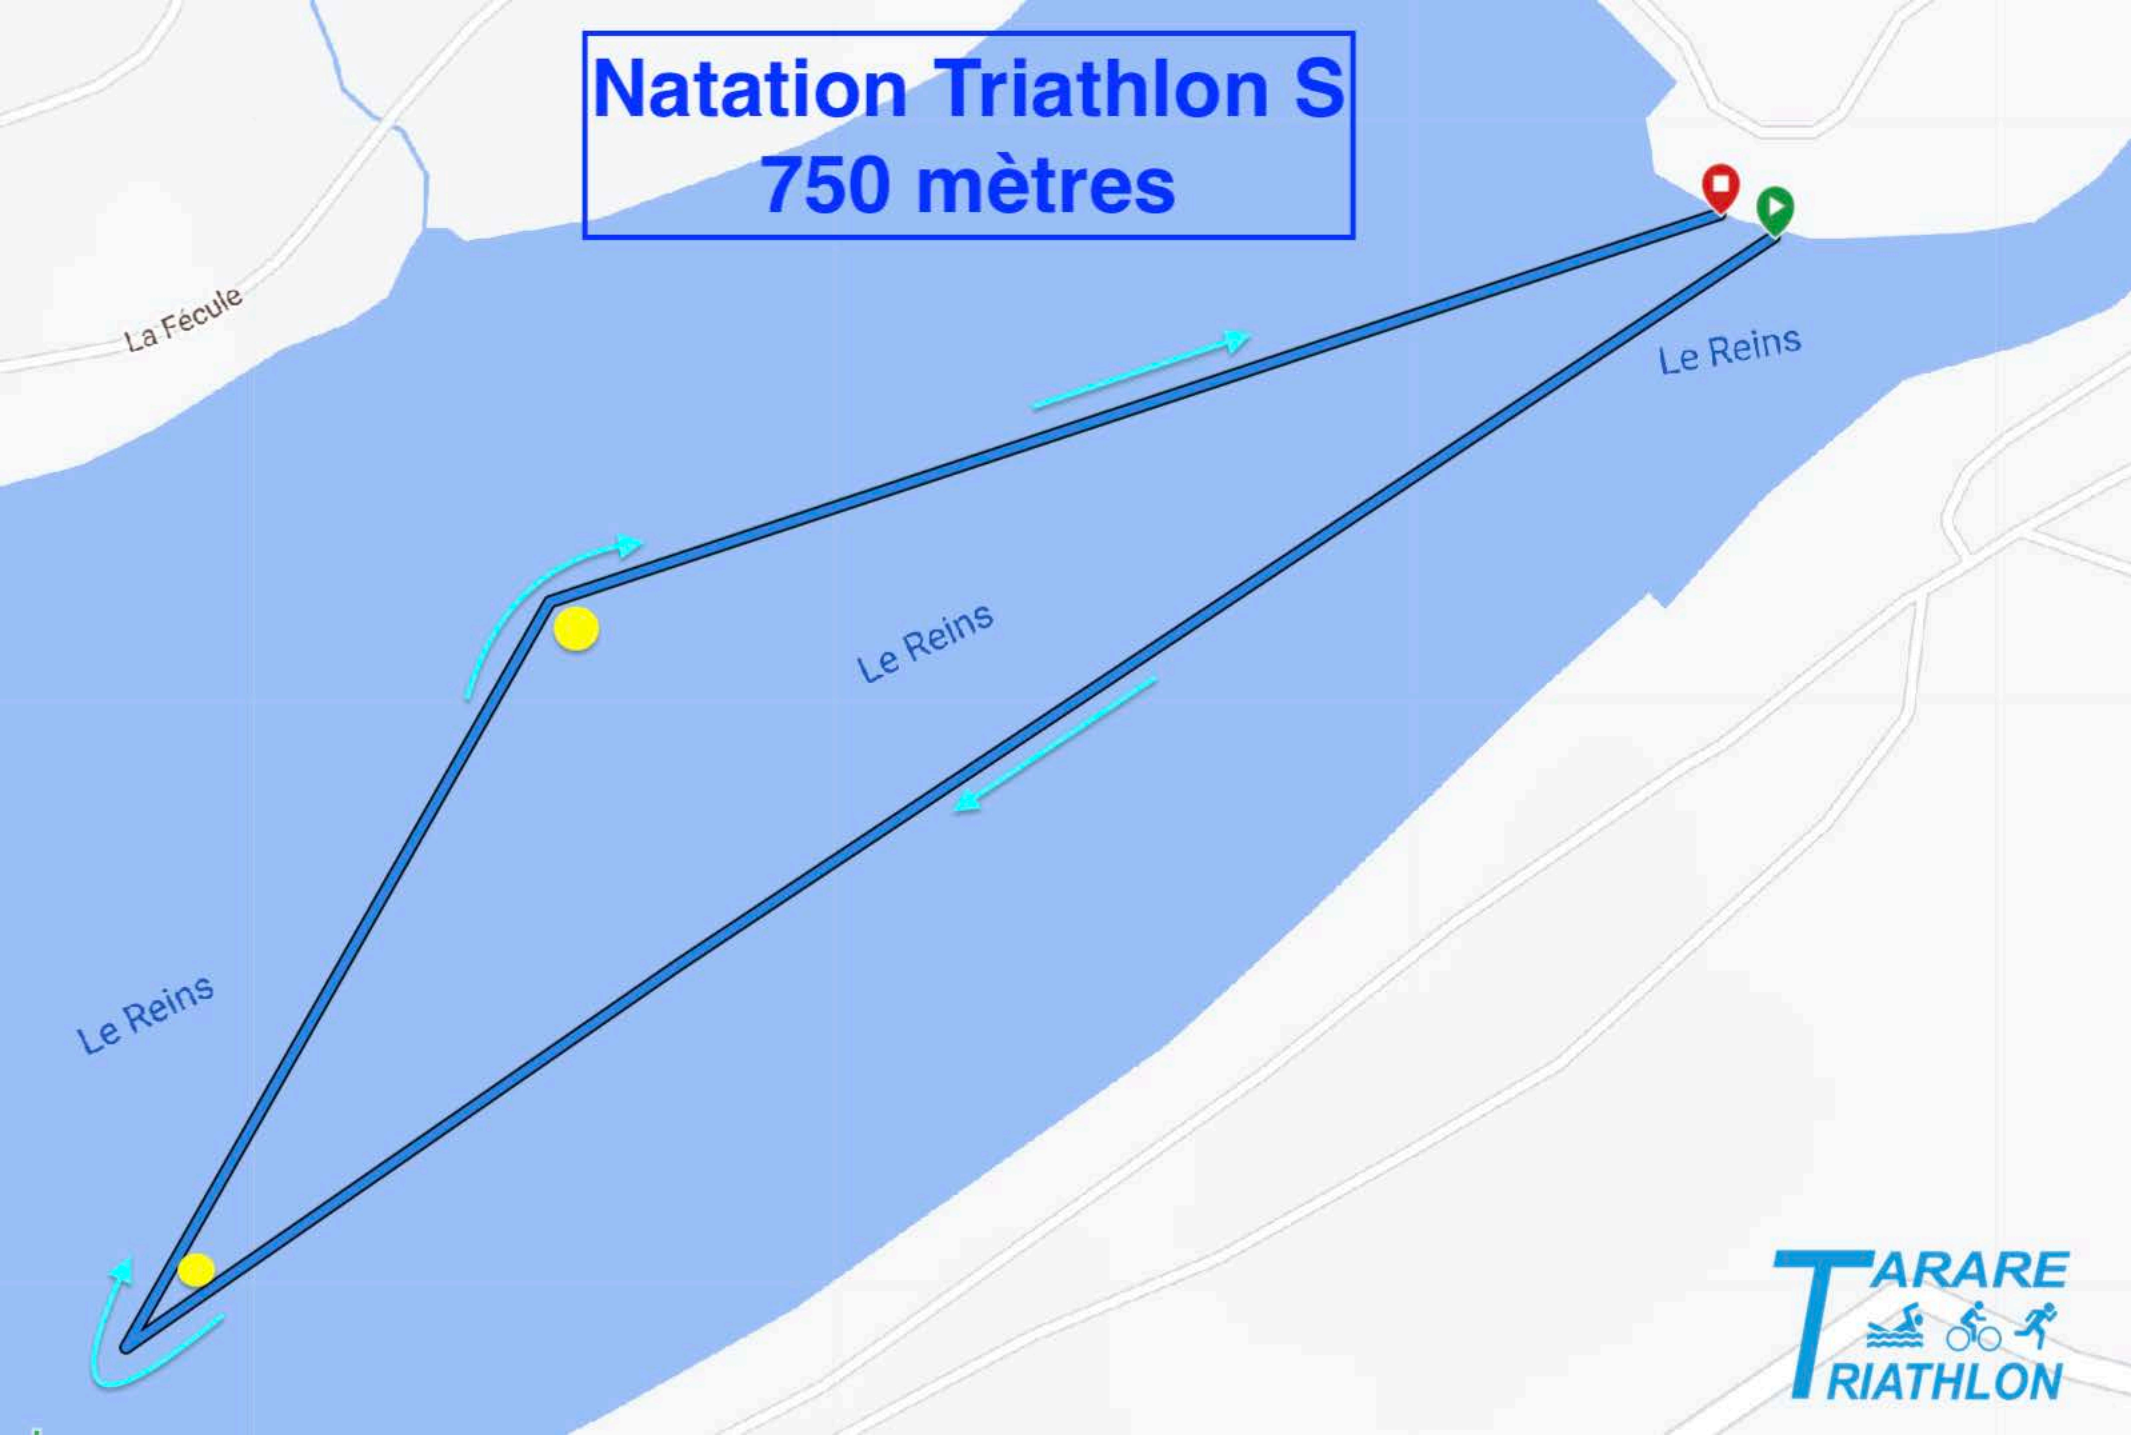 Natation Triathlon S
750 mètres
La Fécule
Le Reins
Le Reins
Le Reins
TARARE
TRIATHLON